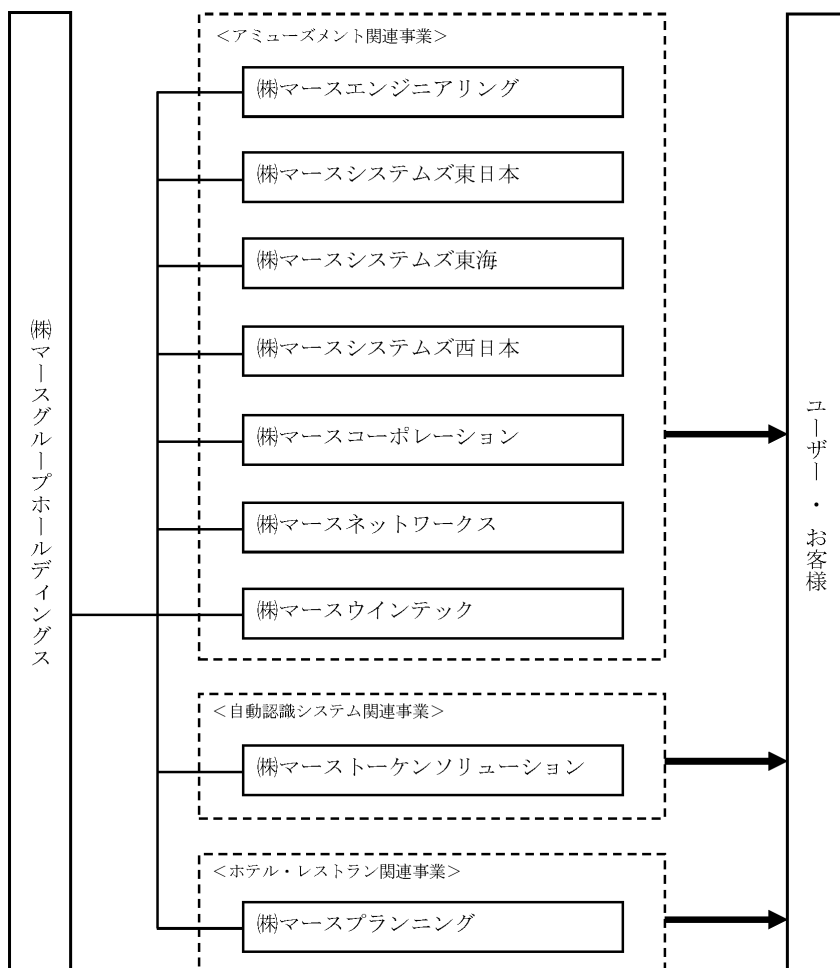 ㈱マースグループホールディングス
＜アミューズメント関連事業＞
㈱マースエンジニアリング
㈱マースシステムズ東日本
㈱マースシステムズ東海
㈱マースシステムズ西日本
㈱マースコーポレーション
㈱マースネットワークス
㈱マースウインテック
＜自動認識システム関連事業＞
㈱マーストーケンソリューション
＜ホテル・レストラン関連事業＞
㈱マースプランニング
ユーザー・お客様